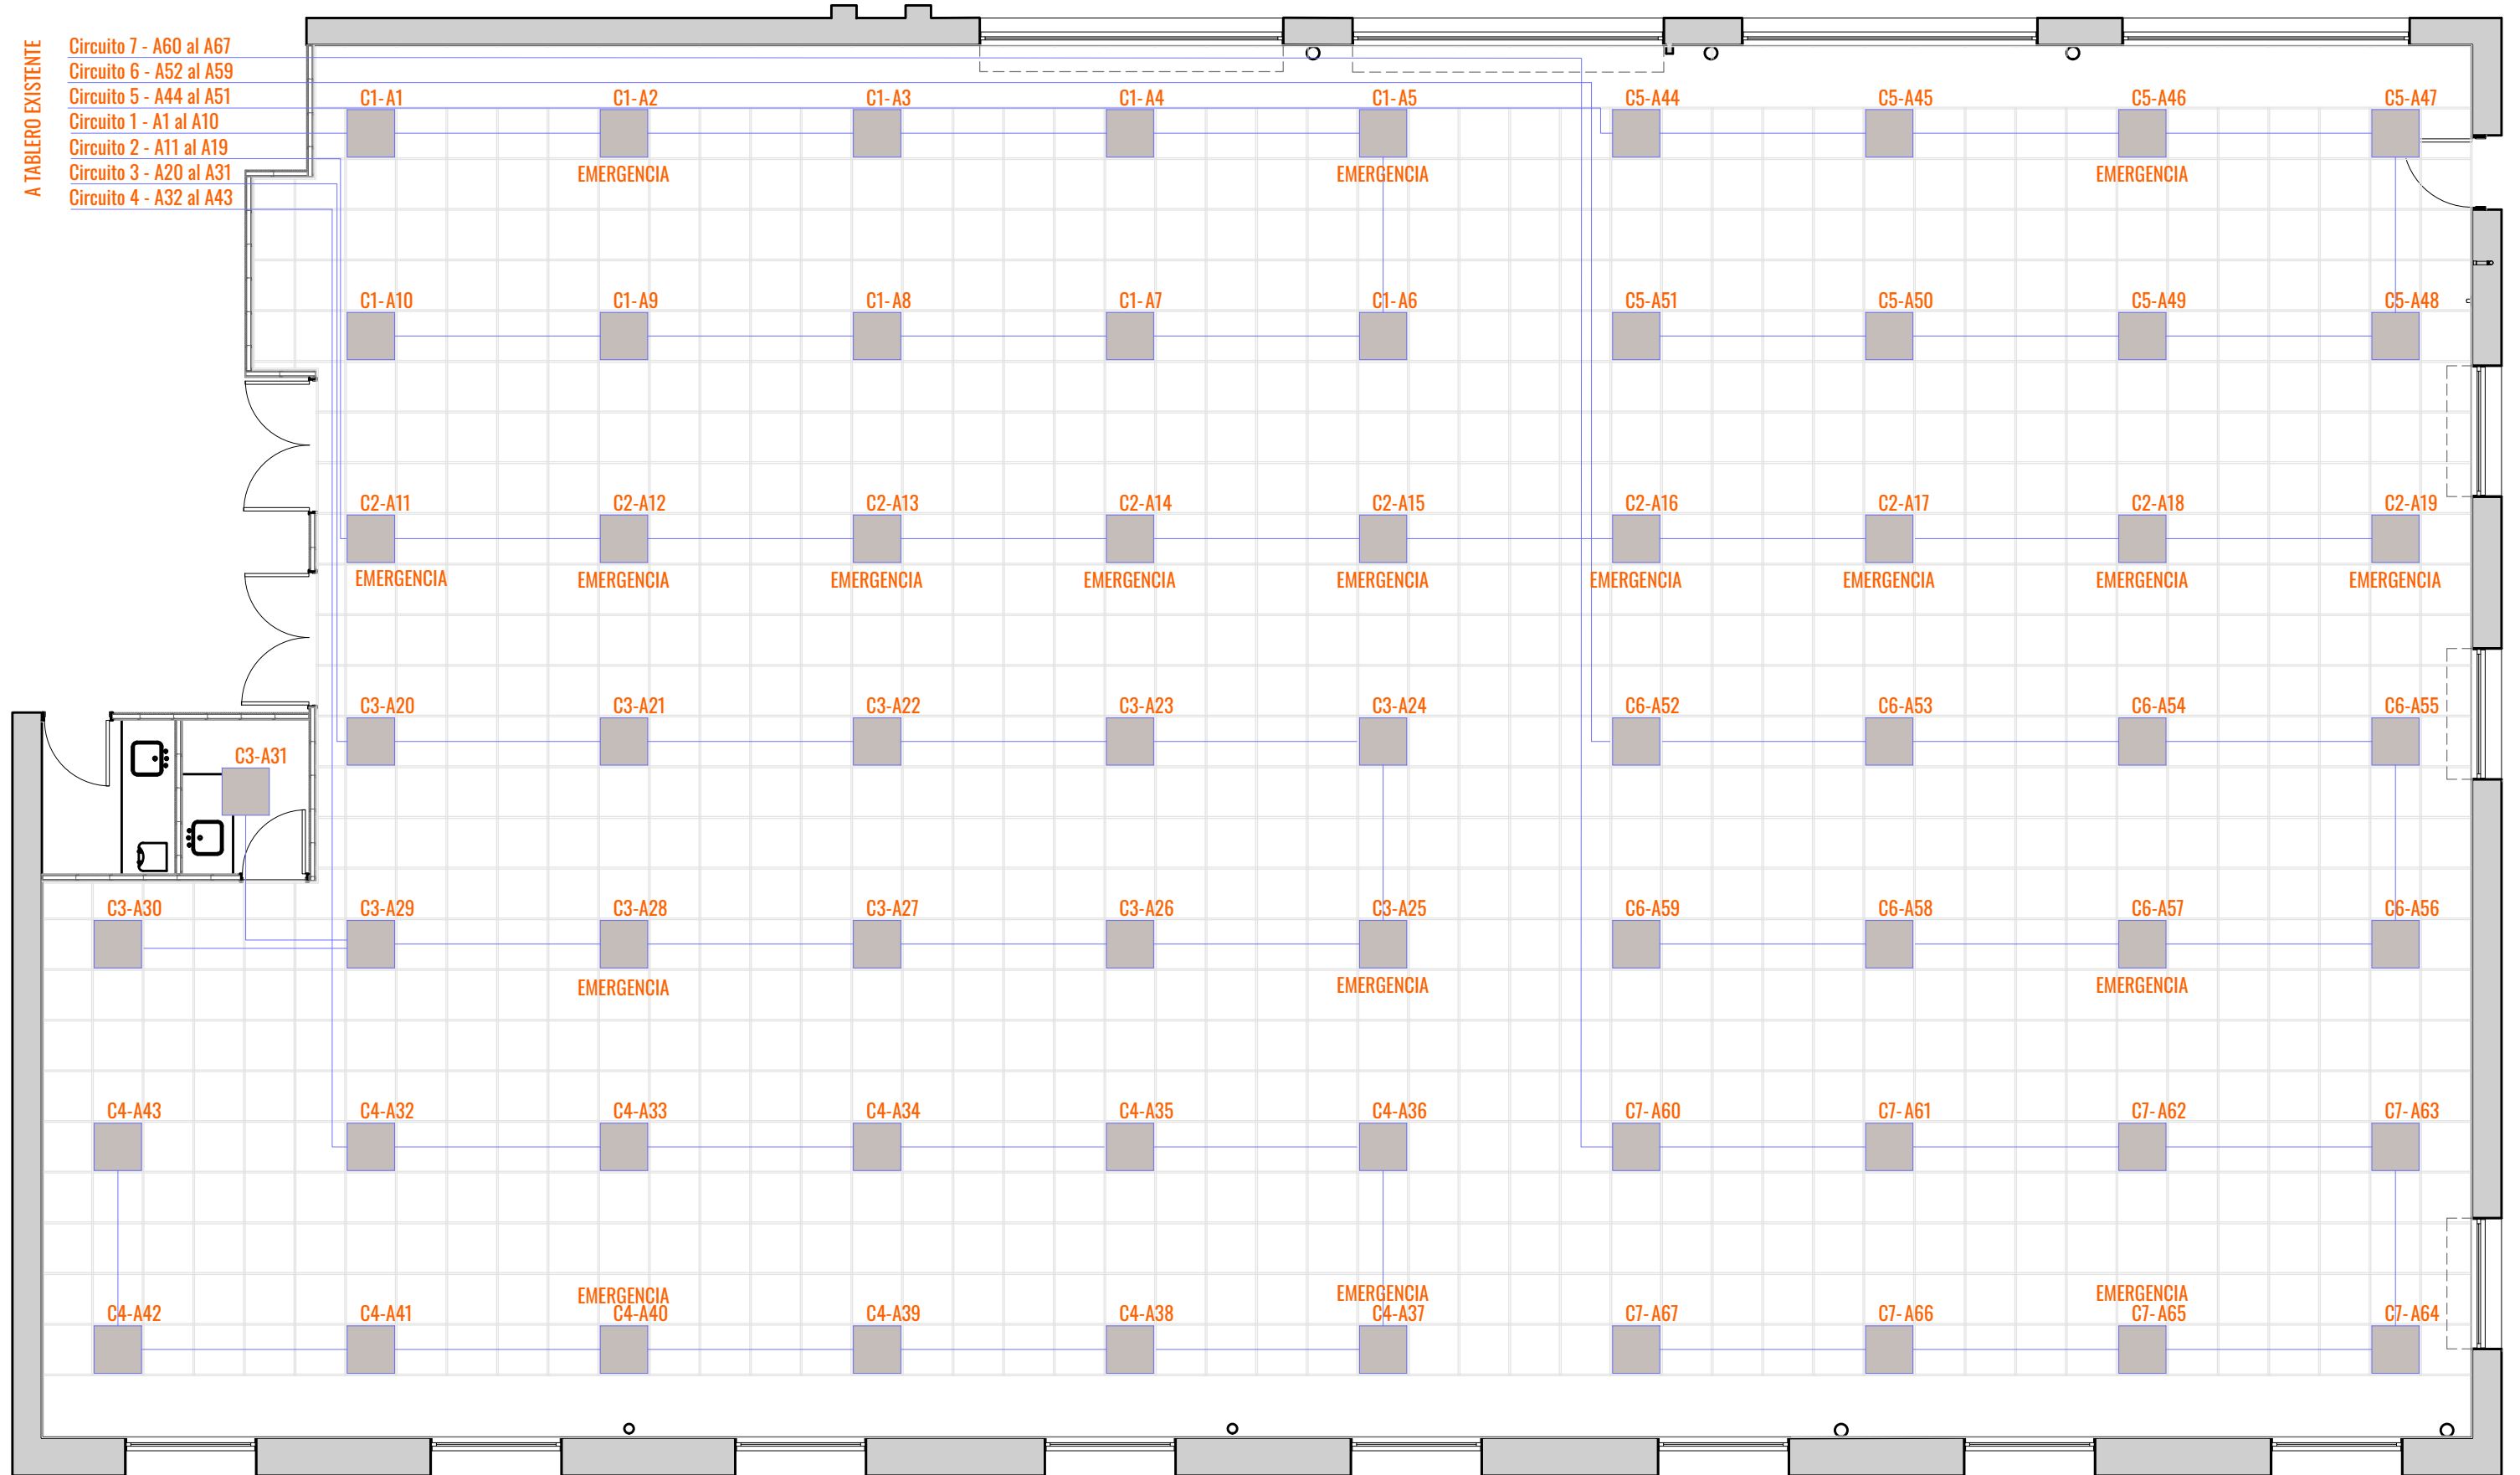 A TABLERO EXISTENTE
Circuito 7 - A60 al A67
Circuito 6 - A52 al A59
Circuito 5 - A44 al A51
Circuito 1 - A1 al A10
Circuito 2 - A11 al A19
Circuito 3 - A20 al A31
Circuito 4 - A32 al A43
C1-A1 C1-A2 C1-A3 C1-A4 C1-A5 C5-A44 C5-A45 C5-A46 C5-A47
EMERGENCIA EMERGENCIA EMERGENCIA
C1-A10 C1-A9 C1-A8 C1-A7 C1-A6 C5-A51 C5-A50 C5-A49 C5-A48
C2-A11 C2-A12 C2-A13 C2-A14 C2-A15 C2-A16 C2-A17 C2-A18 C2-A19
EMERGENCIA EMERGENCIA EMERGENCIA EMERGENCIA EMERGENCIA EMERGENCIA EMERGENCIA EMERGENCIA EMERGENCIA
C3-A20 C3-A21 C3-A22 C3-A23 C3-A24 C6-A52 C6-A53 C6-A54 C6-A55
C3-A31
C3-A30 C3-A29 C3-A28 C3-A27 C3-A26 C3-A25 C6-A59 C6-A58 C6-A57 C6-A56
EMERGENCIA EMERGENCIA EMERGENCIA
C4-A43 C4-A32 C4-A33 C4-A34 C4-A35 C4-A36 C7-A60 C7-A61 C7-A62 C7-A63
EMERGENCIA EMERGENCIA EMERGENCIA
C4-A42 C4-A41 C4-A40 C4-A39 C4-A38 C4-A37 C7-A67 C7-A66 C7-A65 C7-A64